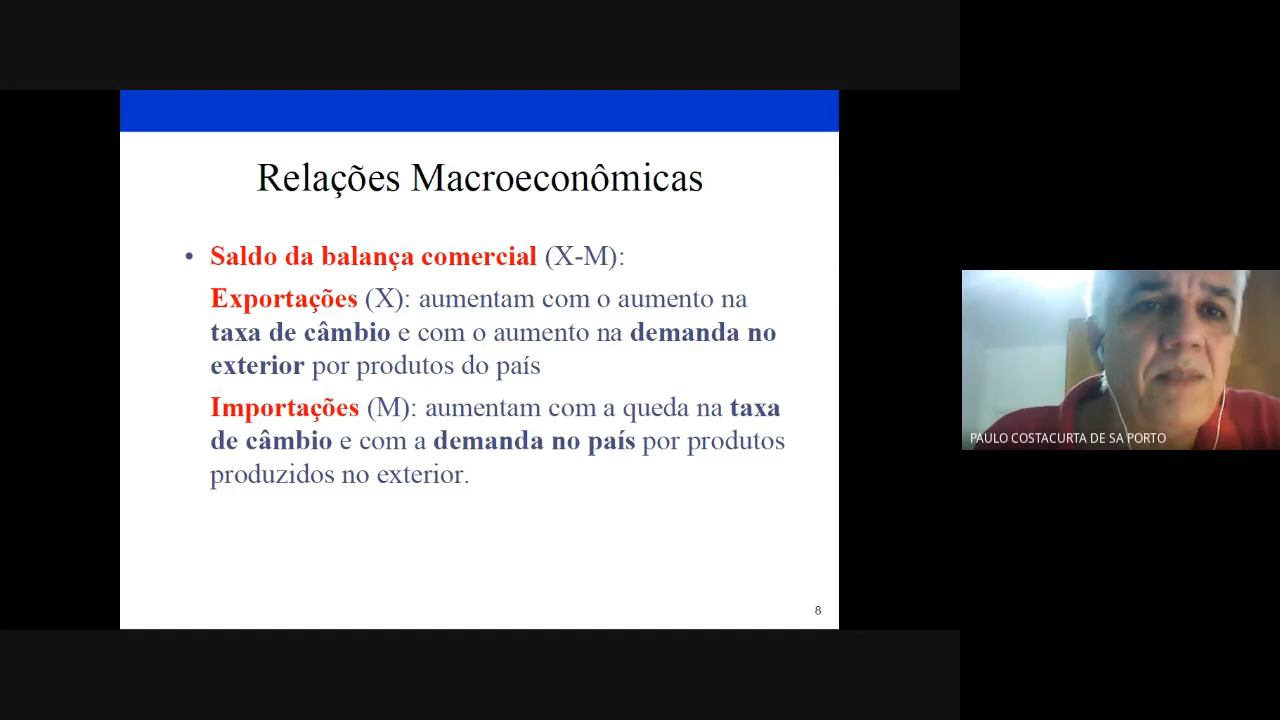 Relações Macroeconômicas
• Saldo da balança comercial (X-M):
Exportações (X): aumentam com o aumento na
taxa de câmbio e com o aumento na demanda no
exterior por produtos do país
Importações (M): aumentam com a queda na taxa
de câmbio e com a demanda no país por produtos
produzidos no exterior.
8
PAULO COSTACURTA DE SA PORTO